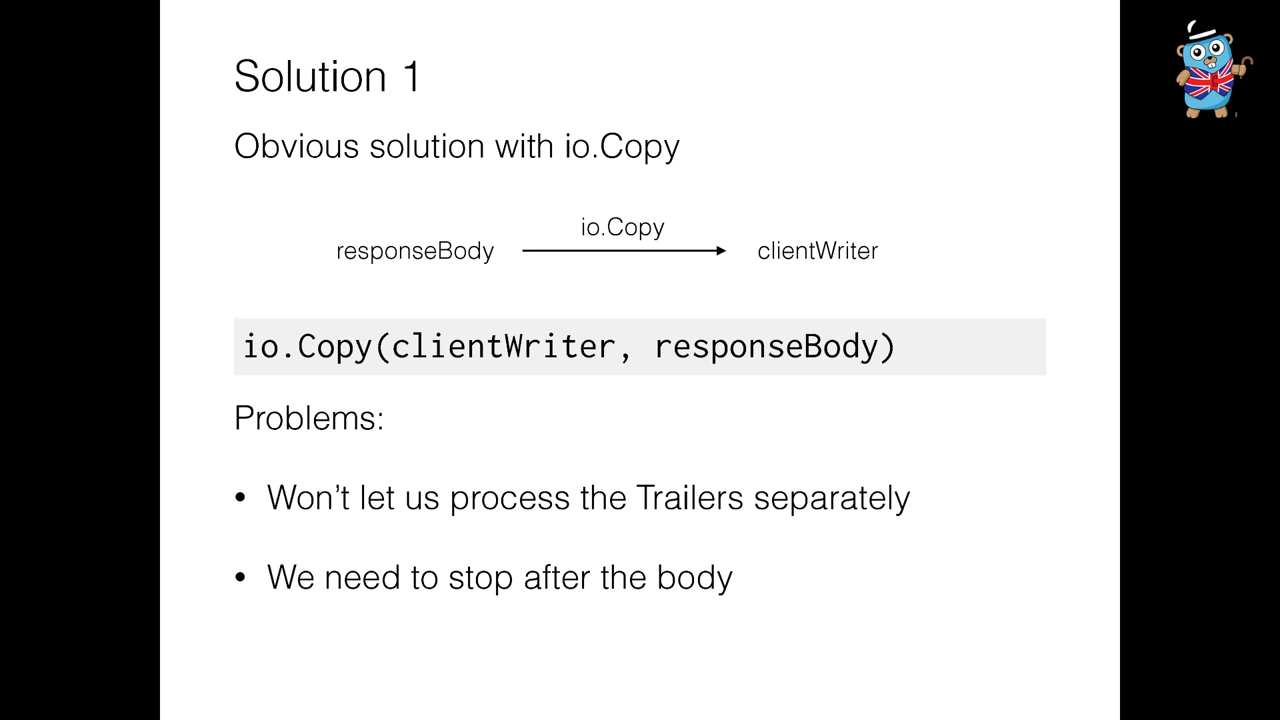 Solution 1
Obvious solution with io.Copy
io.Copy
responseBody clientWriter
io.Copy(clientWriter, responseBody)
Problems:
• Won’t let us process the Trailers separately
• We need to stop after the body